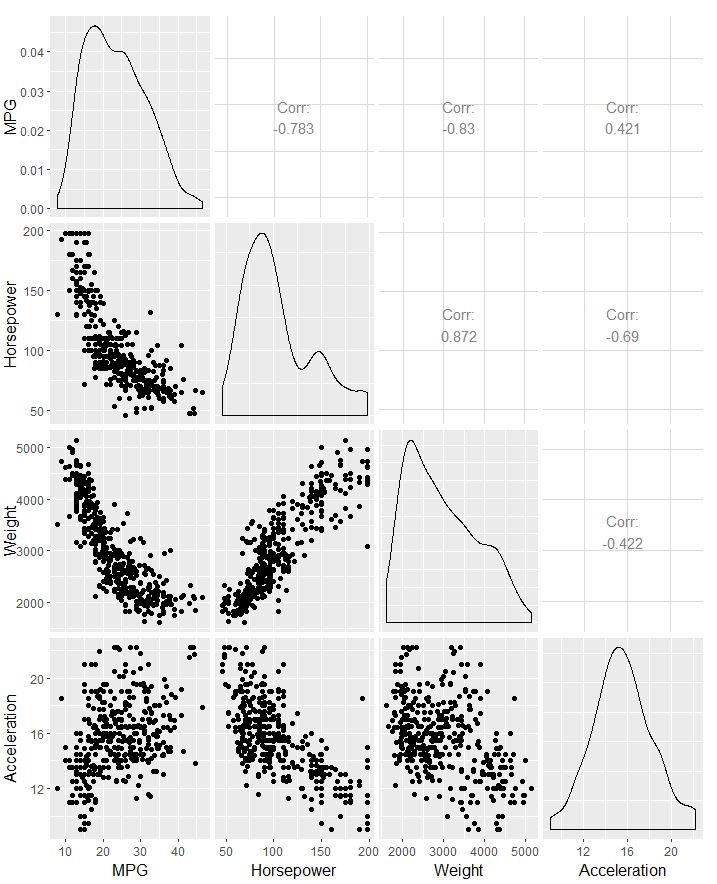 MPG
0.04
0.03
0.02
0.01
0.00
Corr:
-0.783
Corr:
-0.83
Corr:
0.421
Horsepower
200
150
100
50
Corr:
0.872
Corr:
-0.69
Weight
5000
4000
3000
2000
Corr:
-0.422
Acceleration
20
16
12
10 20 30 40
50 100 150 200
2000 3000 4000 5000
12 16 20
MPG
Horsepower
Weight
Acceleration